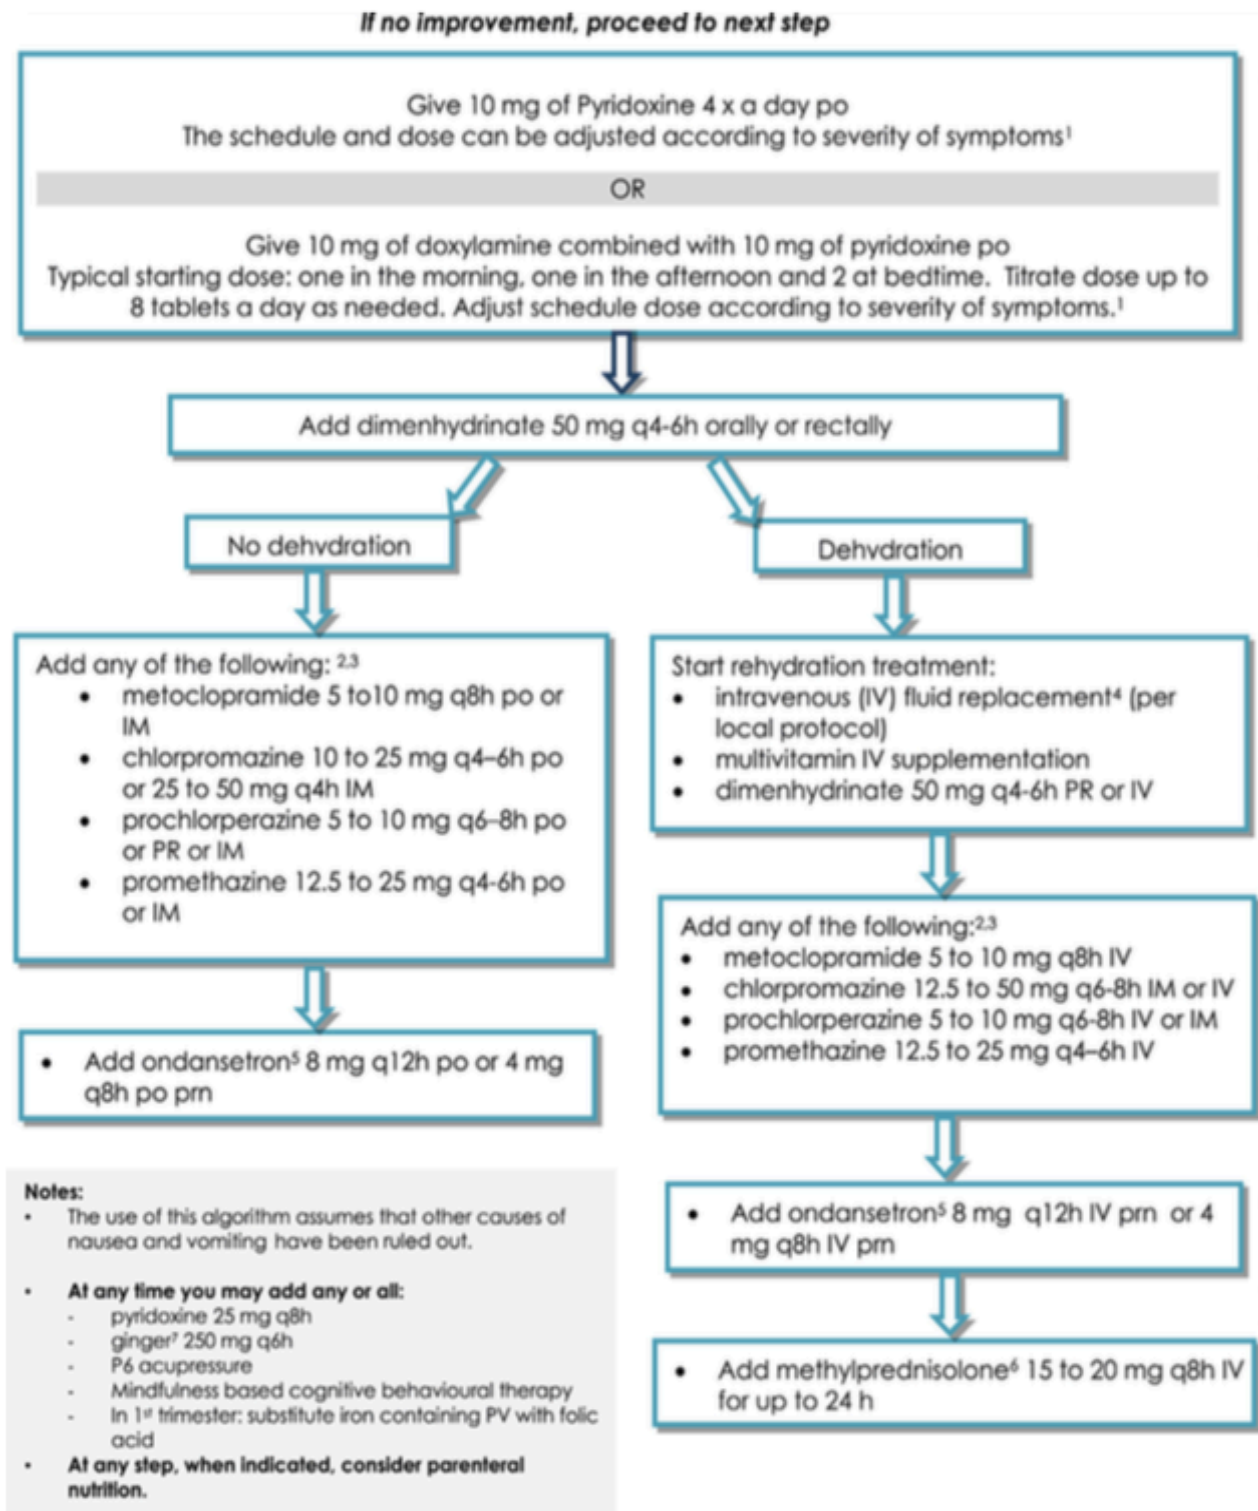 If no improvement, proceed to next step
Give 10 mg of Pyridoxine 4 x a day po
The schedule and dose can be adjusted according to severity of symptoms¹
OR
Give 10 mg of doxylamine combined with 10 mg of pyridoxine po
Typical starting dose: one in the morning, one in the afternoon and 2 at bedtime. Titrate dose up to
8 tablets a day as needed. Adjust schedule dose according to severity of symptoms.¹
Add dimenhydrinate 50 mg q4-6h orally or rectally
No dehydration
Dehydration
Add any of the following: ²,³
• metoclopramide 5 to10 mg q8h po or
IM
• chlorpromazine 10 to 25 mg q4–6h po
or 25 to 50 mg q4h IM
• prochlorperazine 5 to 10 mg q6–8h po
or PR or IM
• promethazine 12.5 to 25 mg q4-6h po
or IM
• Add ondansetron⁵ 8 mg q12h po or 4 mg
q8h po prn
Start rehydration treatment:
• intravenous (IV) fluid replacement⁴ (per
local protocol)
• multivitamin IV supplementation
• dimenhydrinate 50 mg q4-6h PR or IV
Add any of the following:²,³
• metoclopramide 5 to 10 mg q8h IV
• chlorpromazine 12.5 to 50 mg q6-8h IM or IV
• prochlorperazine 5 to 10 mg q6-8h IV or IM
• promethazine 12.5 to 25 mg q4–6h IV
• Add ondansetron⁵ 8 mg q12h IV prn or 4
mg q8h IV prn
• Add methylprednisolone⁶ 15 to 20 mg q8h IV
for up to 24 h
Notes:
• The use of this algorithm assumes that other causes of
nausea and vomiting have been ruled out.
• At any time you may add any or all:
- pyridoxine 25 mg q8h
- ginger⁷ 250 mg q6h
- P6 acupressure
- Mindfulness based cognitive behavioural therapy
- In 1ˢᵗ trimester: substitute iron containing PV with folic
acid
• At any step, when indicated, consider parenteral
nutrition.